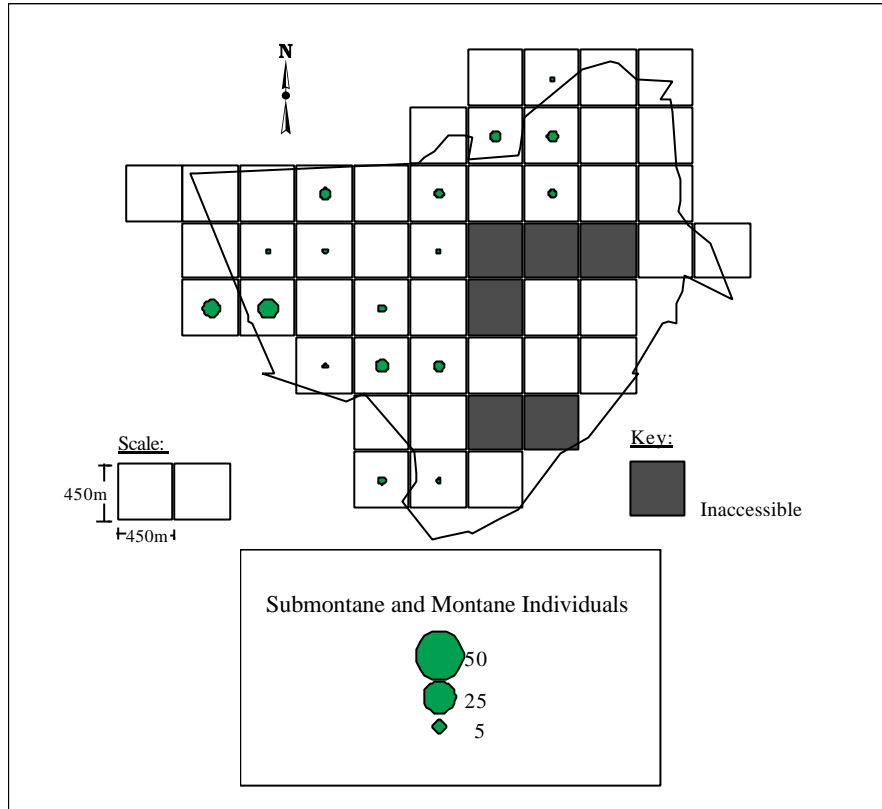 N
Scale:
450m
450m
Key:
Inaccessible
Submontane and Montane Individuals
50
25
5